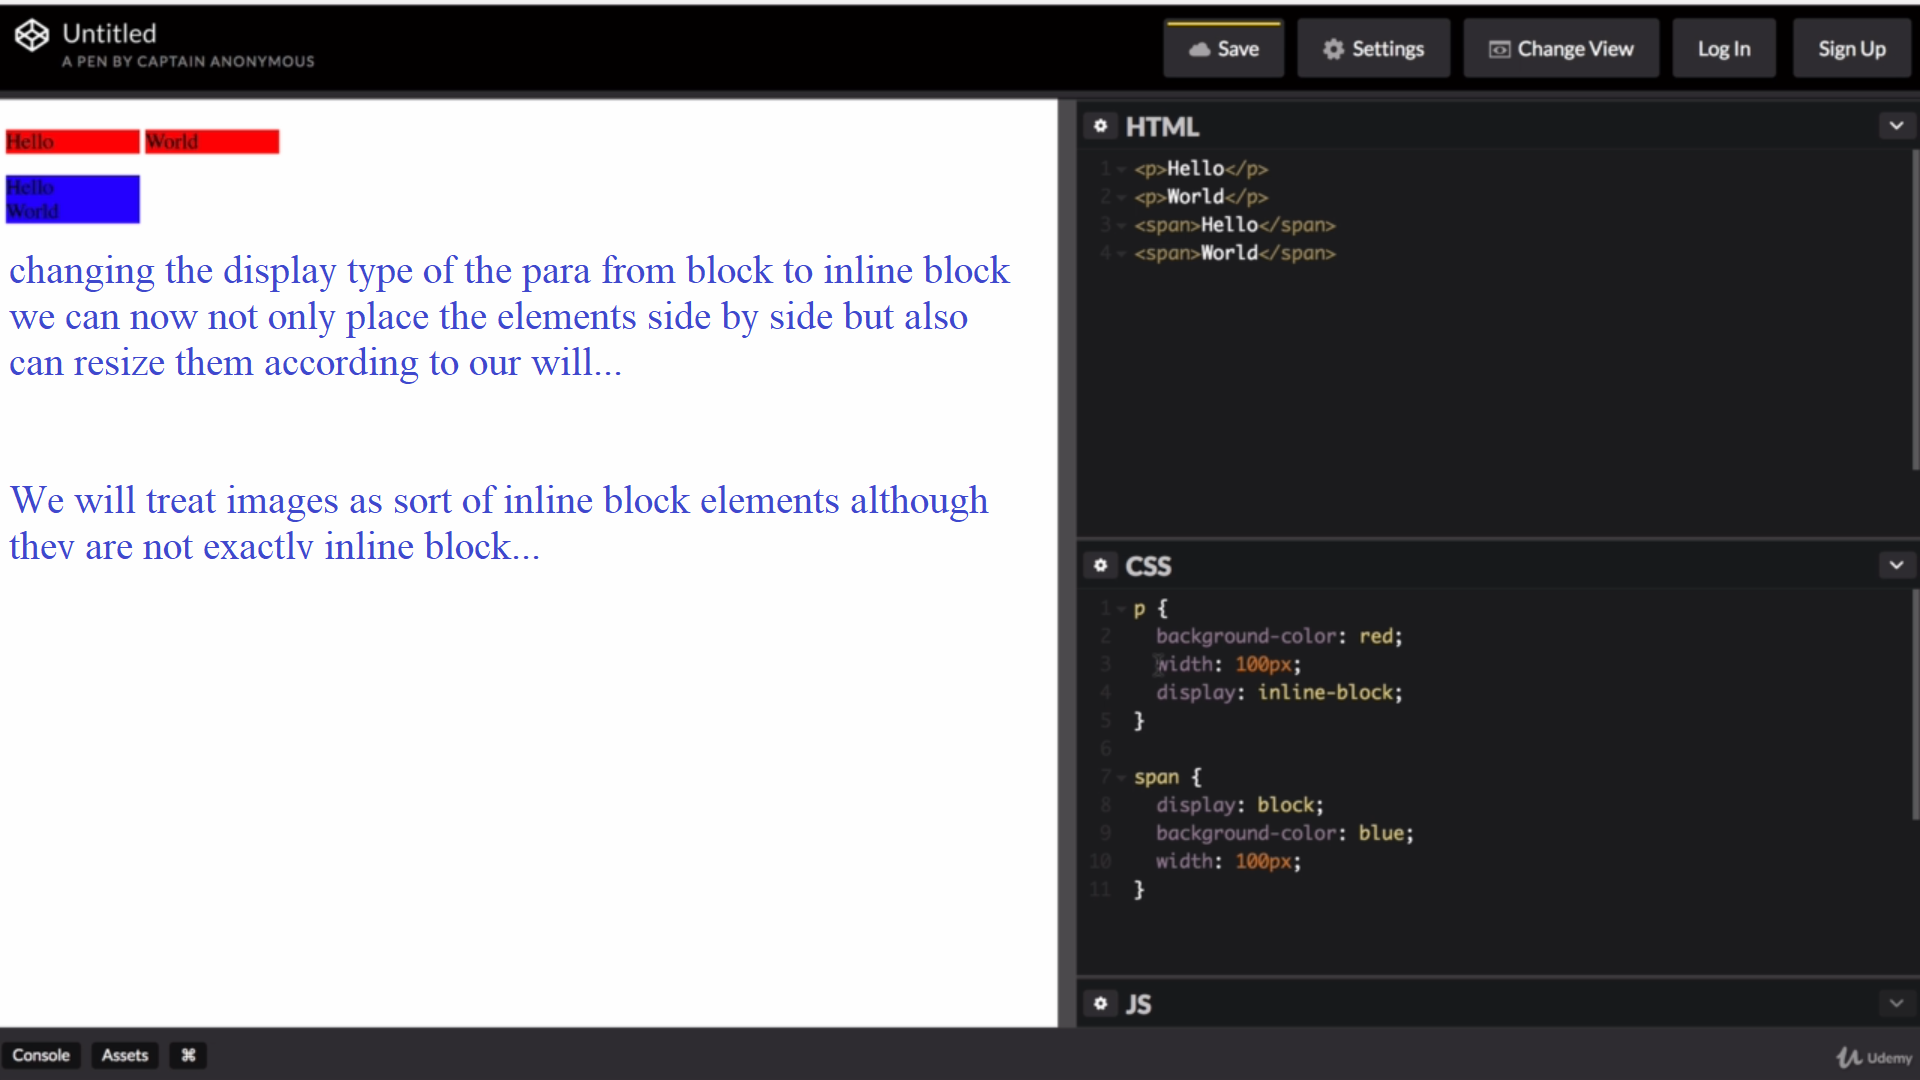 Untitled
A PEN BY CAPTAIN ANONYMOUS
Save
Settings
Change View
Log In
Sign Up
Hello World
Hello
World
changing the display type of the para from block to inline block
we can now not only place the elements side by side but also
can resize them according to our will...
We will treat images as sort of inline block elements although
they are not exactly inline block...
HTML
1 <p>Hello</p>
2 <p>World</p>
3 <span>Hello</span>
4 <span>World</span>
CSS
1 p {
2 background-color: red;
3 width: 100px;
4 display: inline-block;
5 }
6
7 span {
8 display: block;
9 background-color: blue;
10 width: 100px;
11 }
JS
Console
Assets
⌘
Udemy